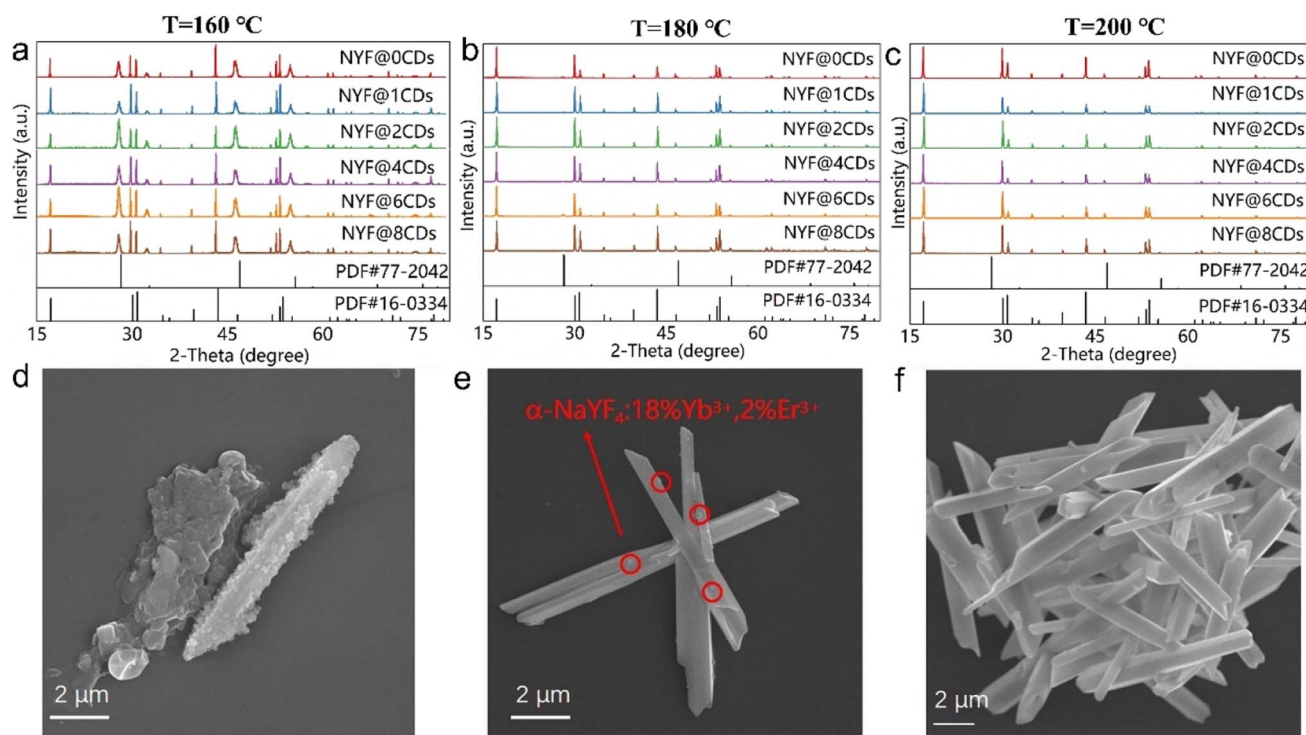 T=160 °C
T=180 °C
T=200 °C
a
NYF@0CDs
NYF@1CDs
NYF@2CDs
NYF@4CDs
NYF@6CDs
NYF@8CDs
PDF#77-2042
PDF#16-0334
Intensity (a.u.)
15 30 45 60 75
2-Theta (degree)
b
NYF@0CDs
NYF@1CDs
NYF@2CDs
NYF@4CDs
NYF@6CDs
NYF@8CDs
PDF#77-2042
PDF#16-0334
Intensity (a.u.)
15 30 45 60 75
2-Theta (degree)
c
NYF@0CDs
NYF@1CDs
NYF@2CDs
NYF@4CDs
NYF@6CDs
NYF@8CDs
PDF#77-2042
PDF#16-0334
Intensity (a.u.)
15 30 45 60 75
2-Theta (degree)
d
2 μm
e
α-NaYF₄:18%Yb³⁺,2%Er³⁺
2 μm
f
2 μm